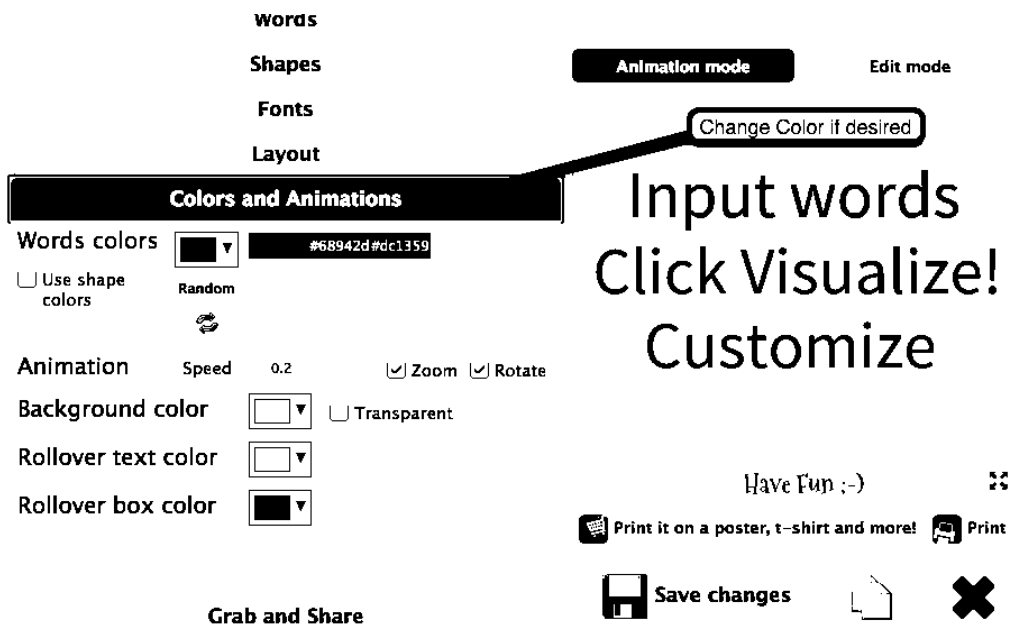 Words
Shapes
Fonts
Layout
Colors and Animations
Words colors
#68942d#dc1359
Use shape
colors
Random
Animation
Speed
0.2
Zoom
Rotate
Background color
Transparent
Rollover text color
Rollover box color
Grab and Share
Animation mode
Edit mode
Change Color if desired
Input words
Click Visualize!
Customize
Have Fun ;-)
Print it on a poster, t-shirt and more!
Print
Save changes